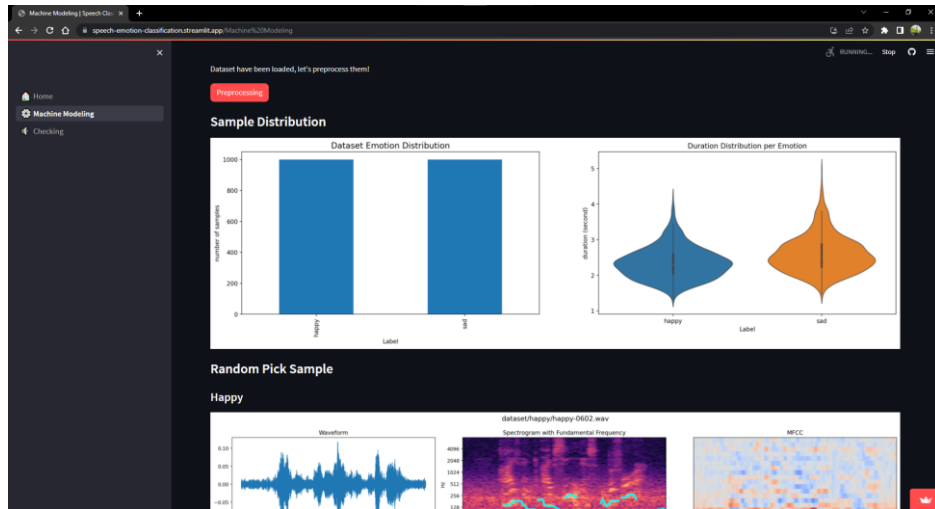 Machine Modeling | Speech Clas
speech-emotion-classification.streamlit.app/Machine%20Modeling
RUNNING... Stop
Home
Machine Modeling
Checking
Dataset have been loaded, let's preprocess them!
Preprocessing
Sample Distribution
Dataset Emotion Distribution
number of samples
1000
800
600
400
200
0
happy
sad
Label
Duration Distribution per Emotion
duration (second)
5
4
3
2
1
happy
sad
Label
Random Pick Sample
Happy
dataset/happy/happy-0602.wav
Waveform
0.10
0.05
0.00
−0.05
Spectrogram with Fundamental Frequency
Hz
4096
2048
1024
512
256
128
MFCC